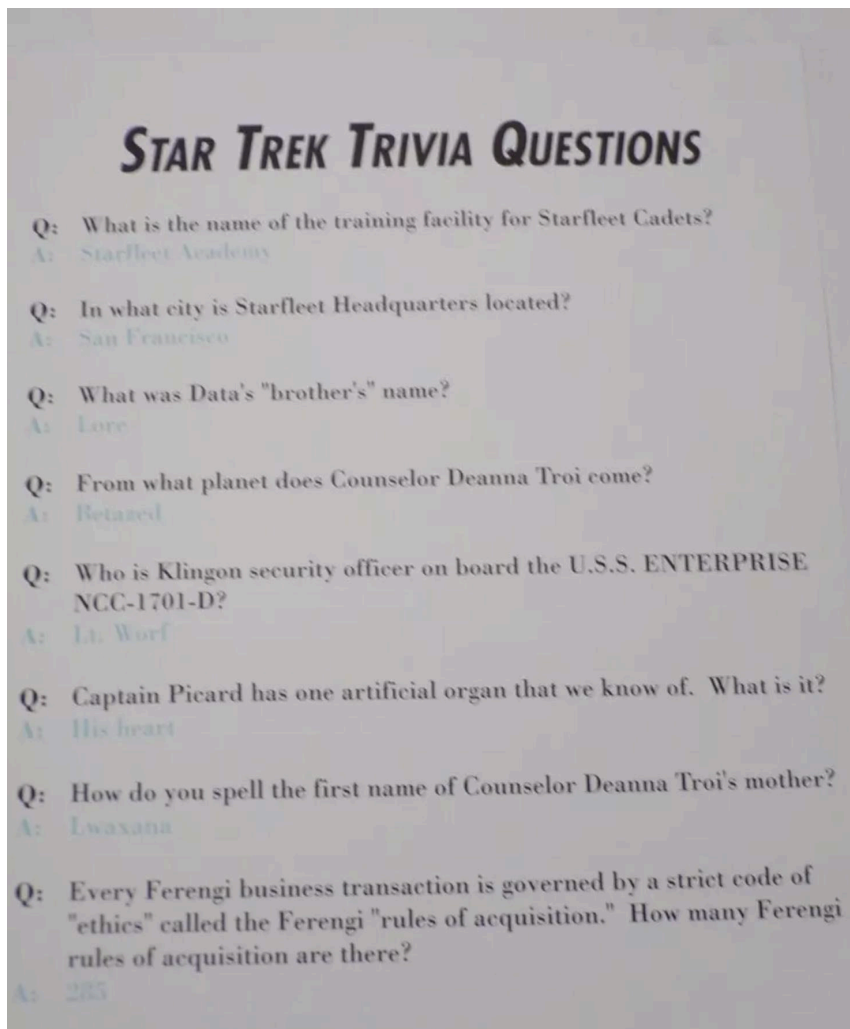 STAR TREK TRIVIA QUESTIONS
Q: What is the name of the training facility for Starfleet Cadets?
A: Starfleet Academy
Q: In what city is Starfleet Headquarters located?
A: San Francisco
Q: What was Data's "brother's" name?
A: Lore
Q: From what planet does Counselor Deanna Troi come?
A: Betazed
Q: Who is Klingon security officer on board the U.S.S. ENTERPRISE
NCC-1701-D?
A: Lt. Worf
Q: Captain Picard has one artificial organ that we know of. What is it?
A: His heart
Q: How do you spell the first name of Counselor Deanna Troi's mother?
A: Lwaxana
Q: Every Ferengi business transaction is governed by a strict code of
"ethics" called the Ferengi "rules of acquisition." How many Ferengi
rules of acquisition are there?
A: 285